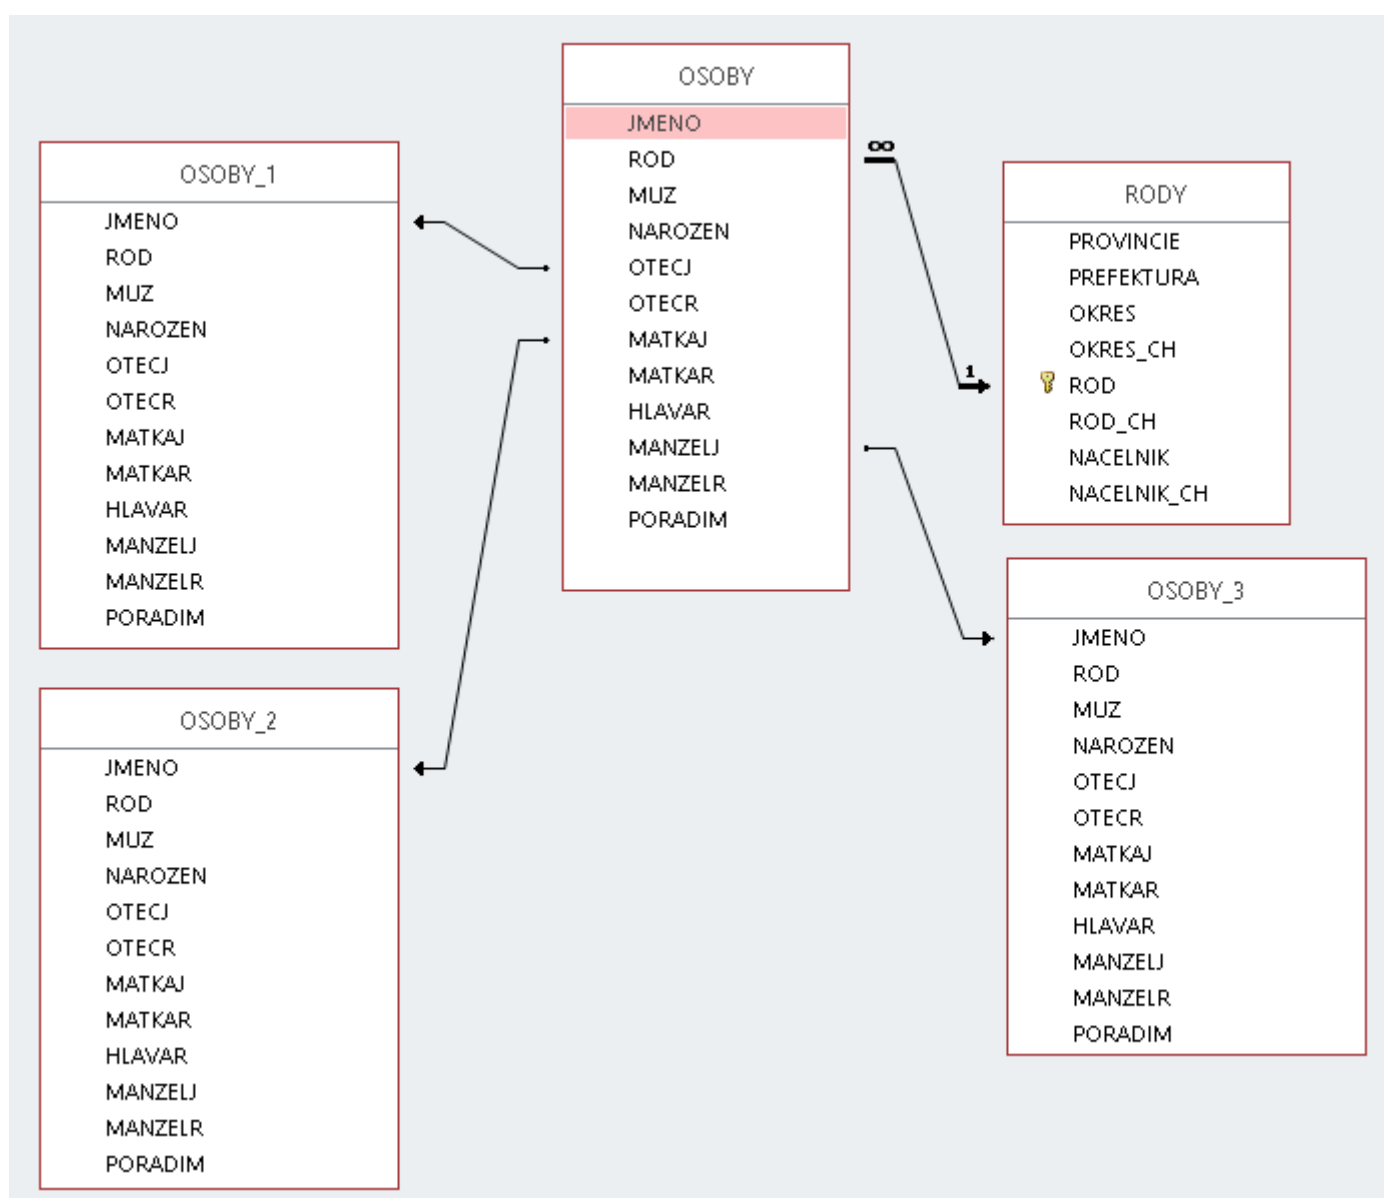 OSOBY
JMENO
ROD
MUZ
NAROZEN
OTECJ
OTECR
MATKAJ
MATKAR
HLAVAR
MANZELJ
MANZELR
PORADIM
OSOBY_1
JMENO
ROD
MUZ
NAROZEN
OTECJ
OTECR
MATKAJ
MATKAR
HLAVAR
MANZELJ
MANZELR
PORADIM
∞
1
RODY
PROVINCIE
PREFEKTURA
OKRES
OKRES_CH
ROD
ROD_CH
NACELNIK
NACELNIK_CH
OSOBY_2
JMENO
ROD
MUZ
NAROZEN
OTECJ
OTECR
MATKAJ
MATKAR
HLAVAR
MANZELJ
MANZELR
PORADIM
OSOBY_3
JMENO
ROD
MUZ
NAROZEN
OTECJ
OTECR
MATKAJ
MATKAR
HLAVAR
MANZELJ
MANZELR
PORADIM